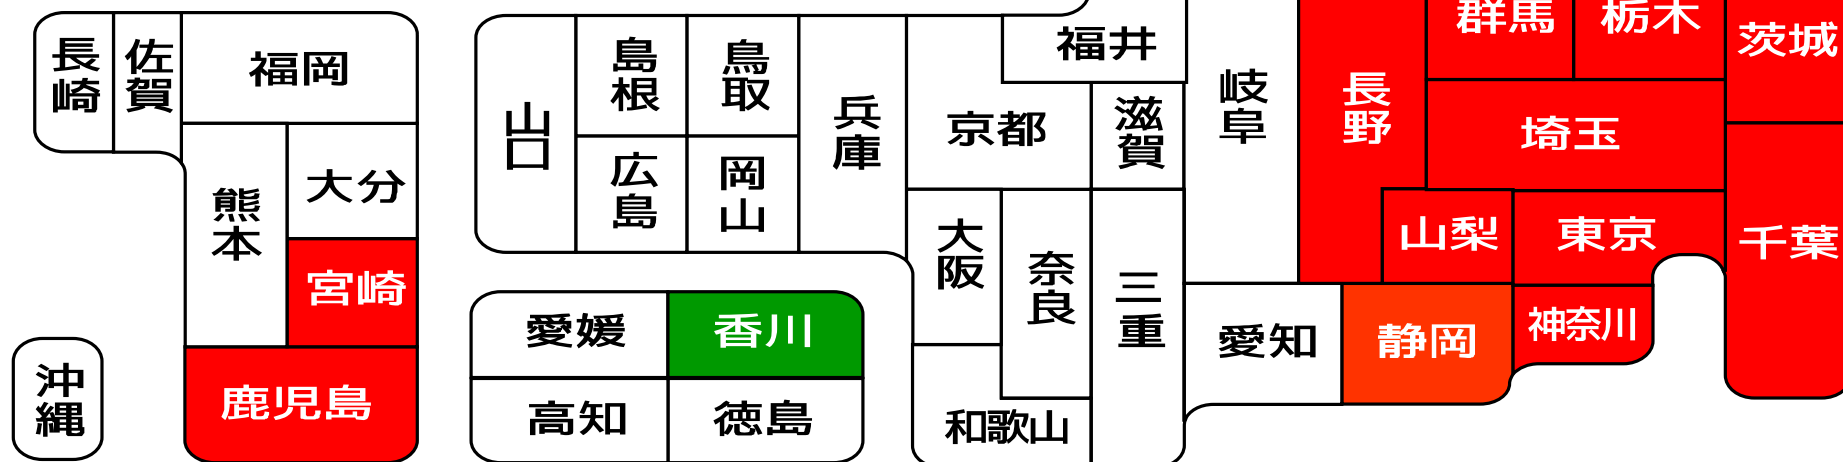 長崎
佐賀
福岡
熊本
大分
宮崎
鹿児島
沖縄
山口
島根
鳥取
広島
岡山
兵庫
愛媛
香川
高知
徳島
福井
京都
滋賀
大阪
奈良
和歌山
三重
岐阜
愛知
静岡
長野
山梨
群馬
栃木
茨城
埼玉
東京
千葉
神奈川